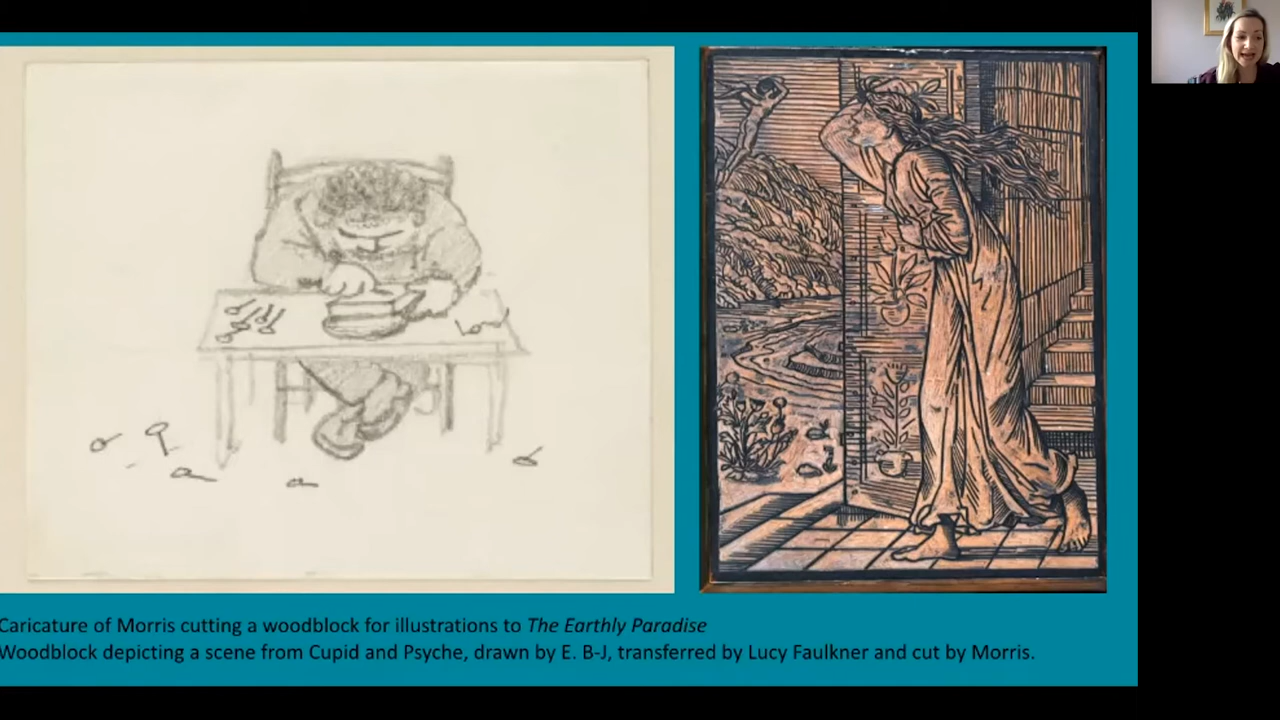 Caricature of Morris cutting a woodblock for illustrations to The Earthly Paradise
Woodblock depicting a scene from Cupid and Psyche, drawn by E. B-J, transferred by Lucy Faulkner and cut by Morris.